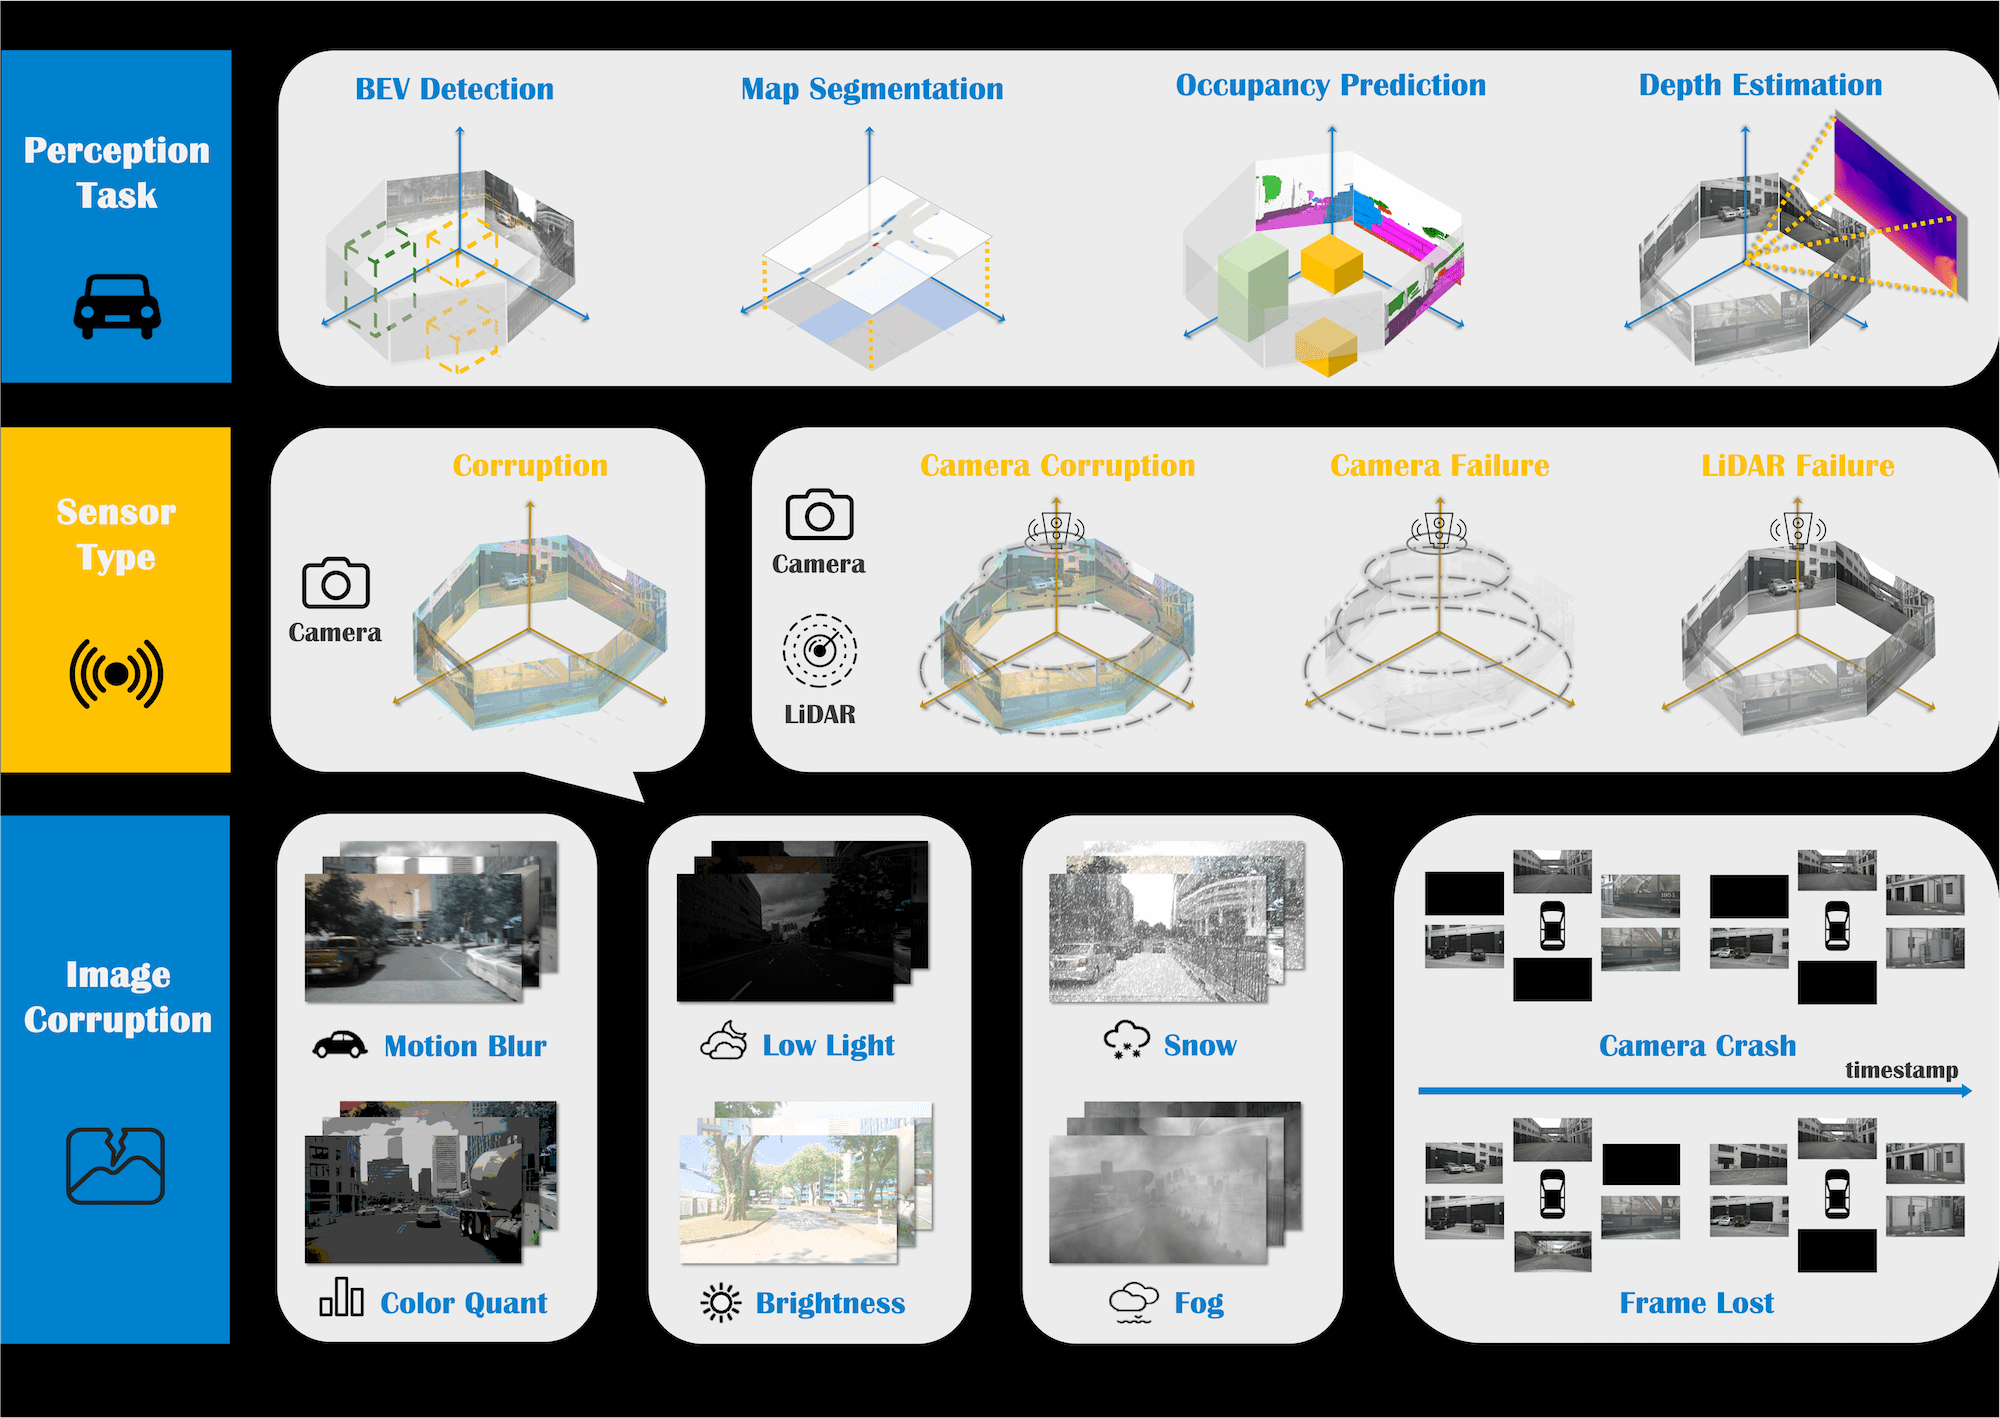 Perception
Task
BEV Detection
Map Segmentation
Occupancy Prediction
Depth Estimation
Sensor
Type
Corruption
Camera
Camera
LiDAR
Camera Corruption
Camera Failure
LiDAR Failure
Image
Corruption
Motion Blur
Low Light
Snow
Camera Crash
timestamp
Color Quant
Brightness
Fog
Frame Lost